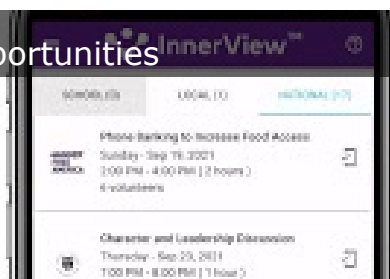 portunities
InnerView™
SCHOOL (3) LOCAL (1) NATIONAL (17)
Phone Banking to Increase Food Access
Sunday - Sep 19, 2021
2:00 PM - 4:00 PM ( 2 hours )
6 volunteers
Character and Leadership Discussion
Thursday - Sep 23, 2021
7:00 PM - 8:00 PM ( 1 hour )